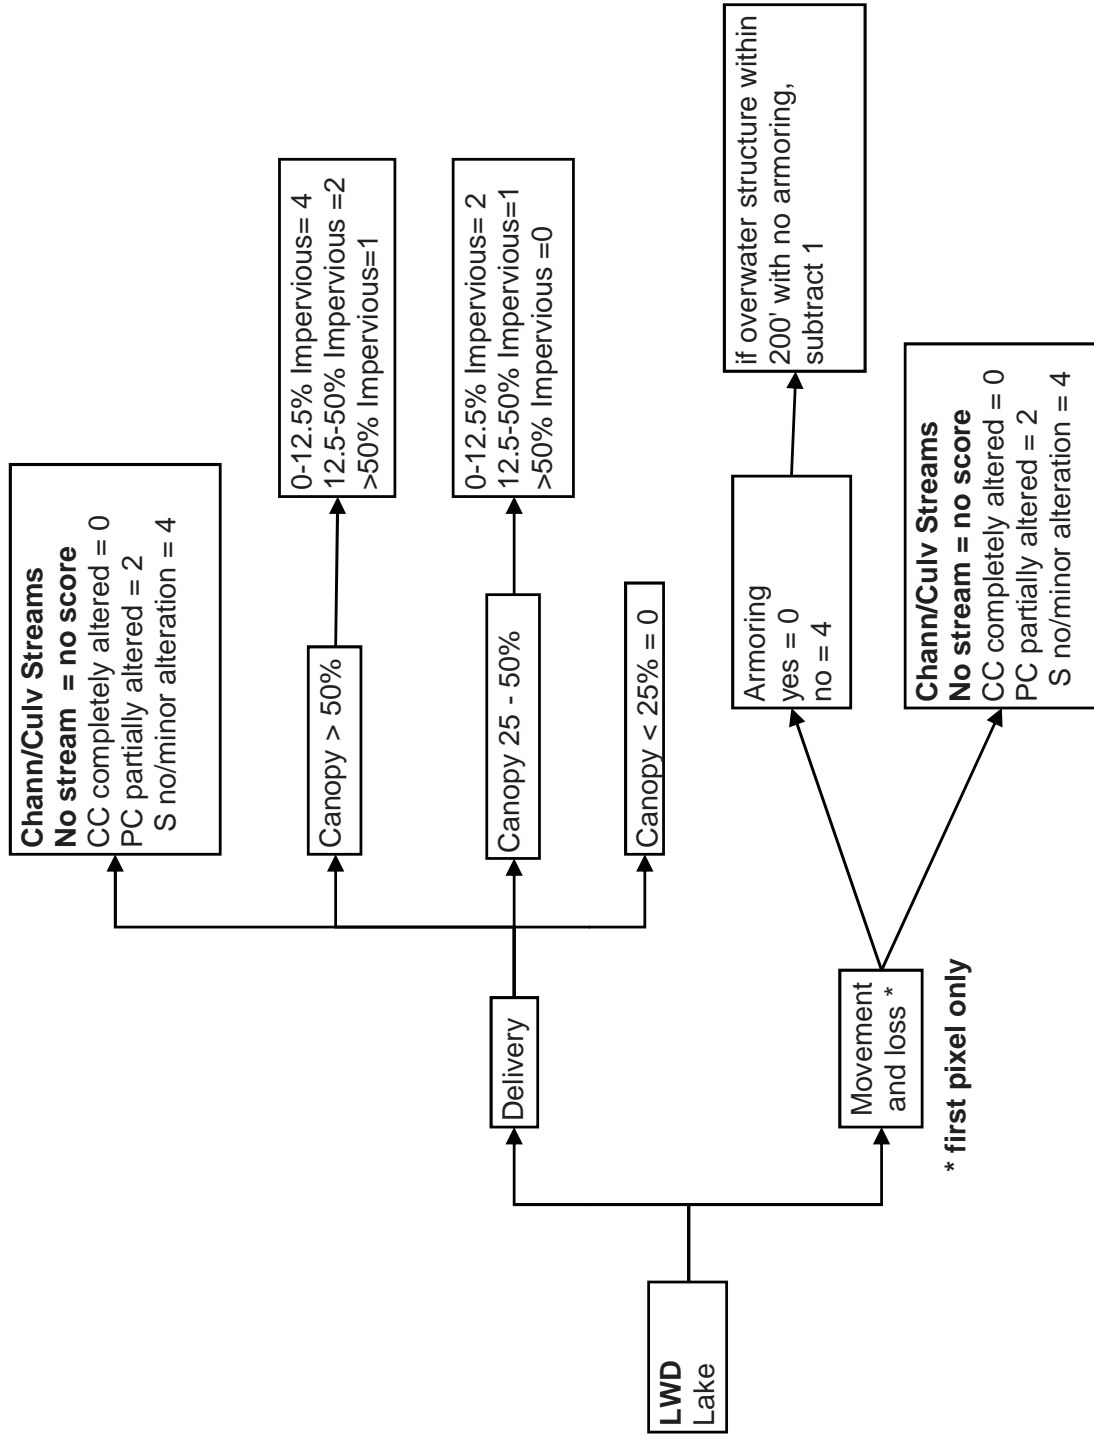 LWD
Lake
Delivery
Channel/Culv Streams
No stream = no score
CC completely altered = 0
PC partially altered = 2
S no/minor alteration = 4
Canopy > 50%
0-12.5% Impervious= 4
12.5-50% Impervious =2
>50% Impervious=1
Canopy 25 - 50%
0-12.5% Impervious= 2
12.5-50% Impervious=1
>50% Impervious =0
Canopy < 25% = 0
Movement
and loss *
* first pixel only
Armoring
yes = 0
no = 4
if overwater structure within
200' with no armoring,
subtract 1
Chann/Culv Streams
No stream = no score
CC completely altered = 0
PC partially altered = 2
S no/minor alteration = 4